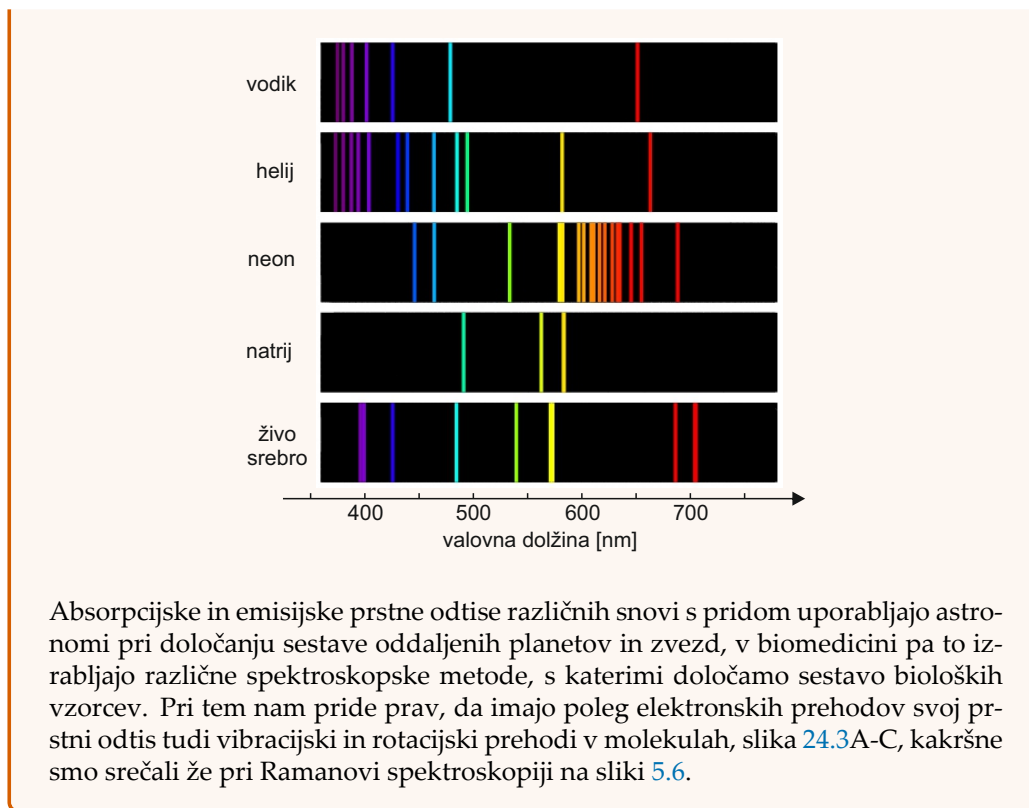 vodik
helij
neon
natrij
živo
srebro
400 500 600 700
valovna dolžina [nm]
Absorpcijske in emisijske prstne odtise različnih snovi s pridom uporabljajo astro-
nomi pri določanju sestave oddaljenih planetov in zvezd, v biomedicini pa to iz-
rabljajo različne spektroskopske metode, s katerimi določamo sestavo bioloških
vzorcev. Pri tem nam pride prav, da imajo poleg elektronskih prehodov svoj pr-
stni odtis tudi vibracijski in rotacijski prehodi v molekulah, slika 24.3A-C, kakršne
smo srečali že pri Ramanovi spektroskopiji na sliki 5.6.